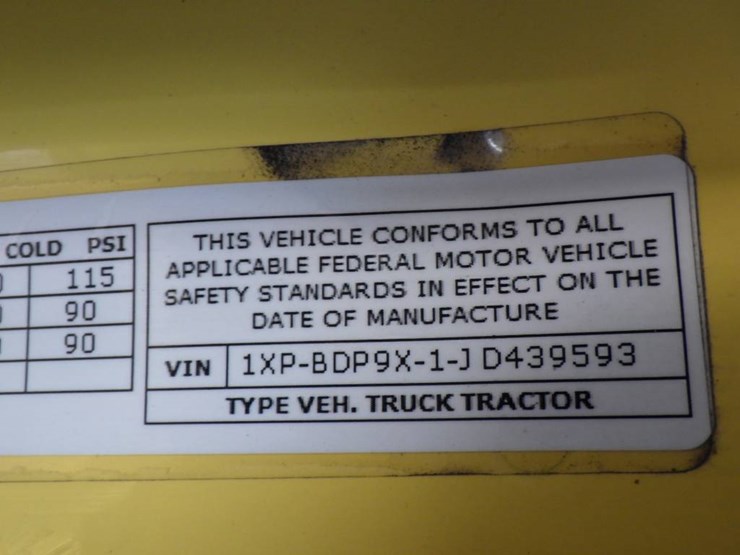 COLD PSI
115
90
90
THIS VEHICLE CONFORMS TO ALL
APPLICABLE FEDERAL MOTOR VEHICLE
SAFETY STANDARDS IN EFFECT ON THE
DATE OF MANUFACTURE
VIN 1XP-BDP9X-1-J D439593
TYPE VEH. TRUCK TRACTOR